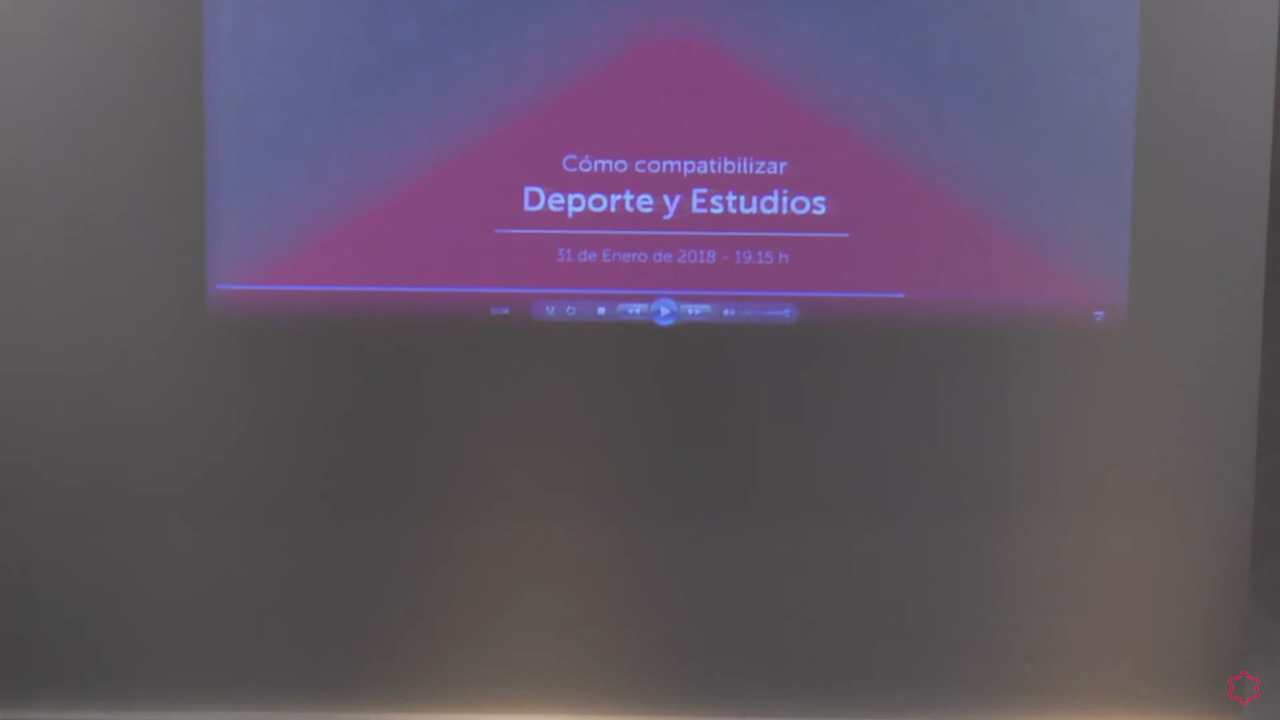 Cómo compatibilizar
Deporte y Estudios
31 de Enero de 2018 - 19.15 h